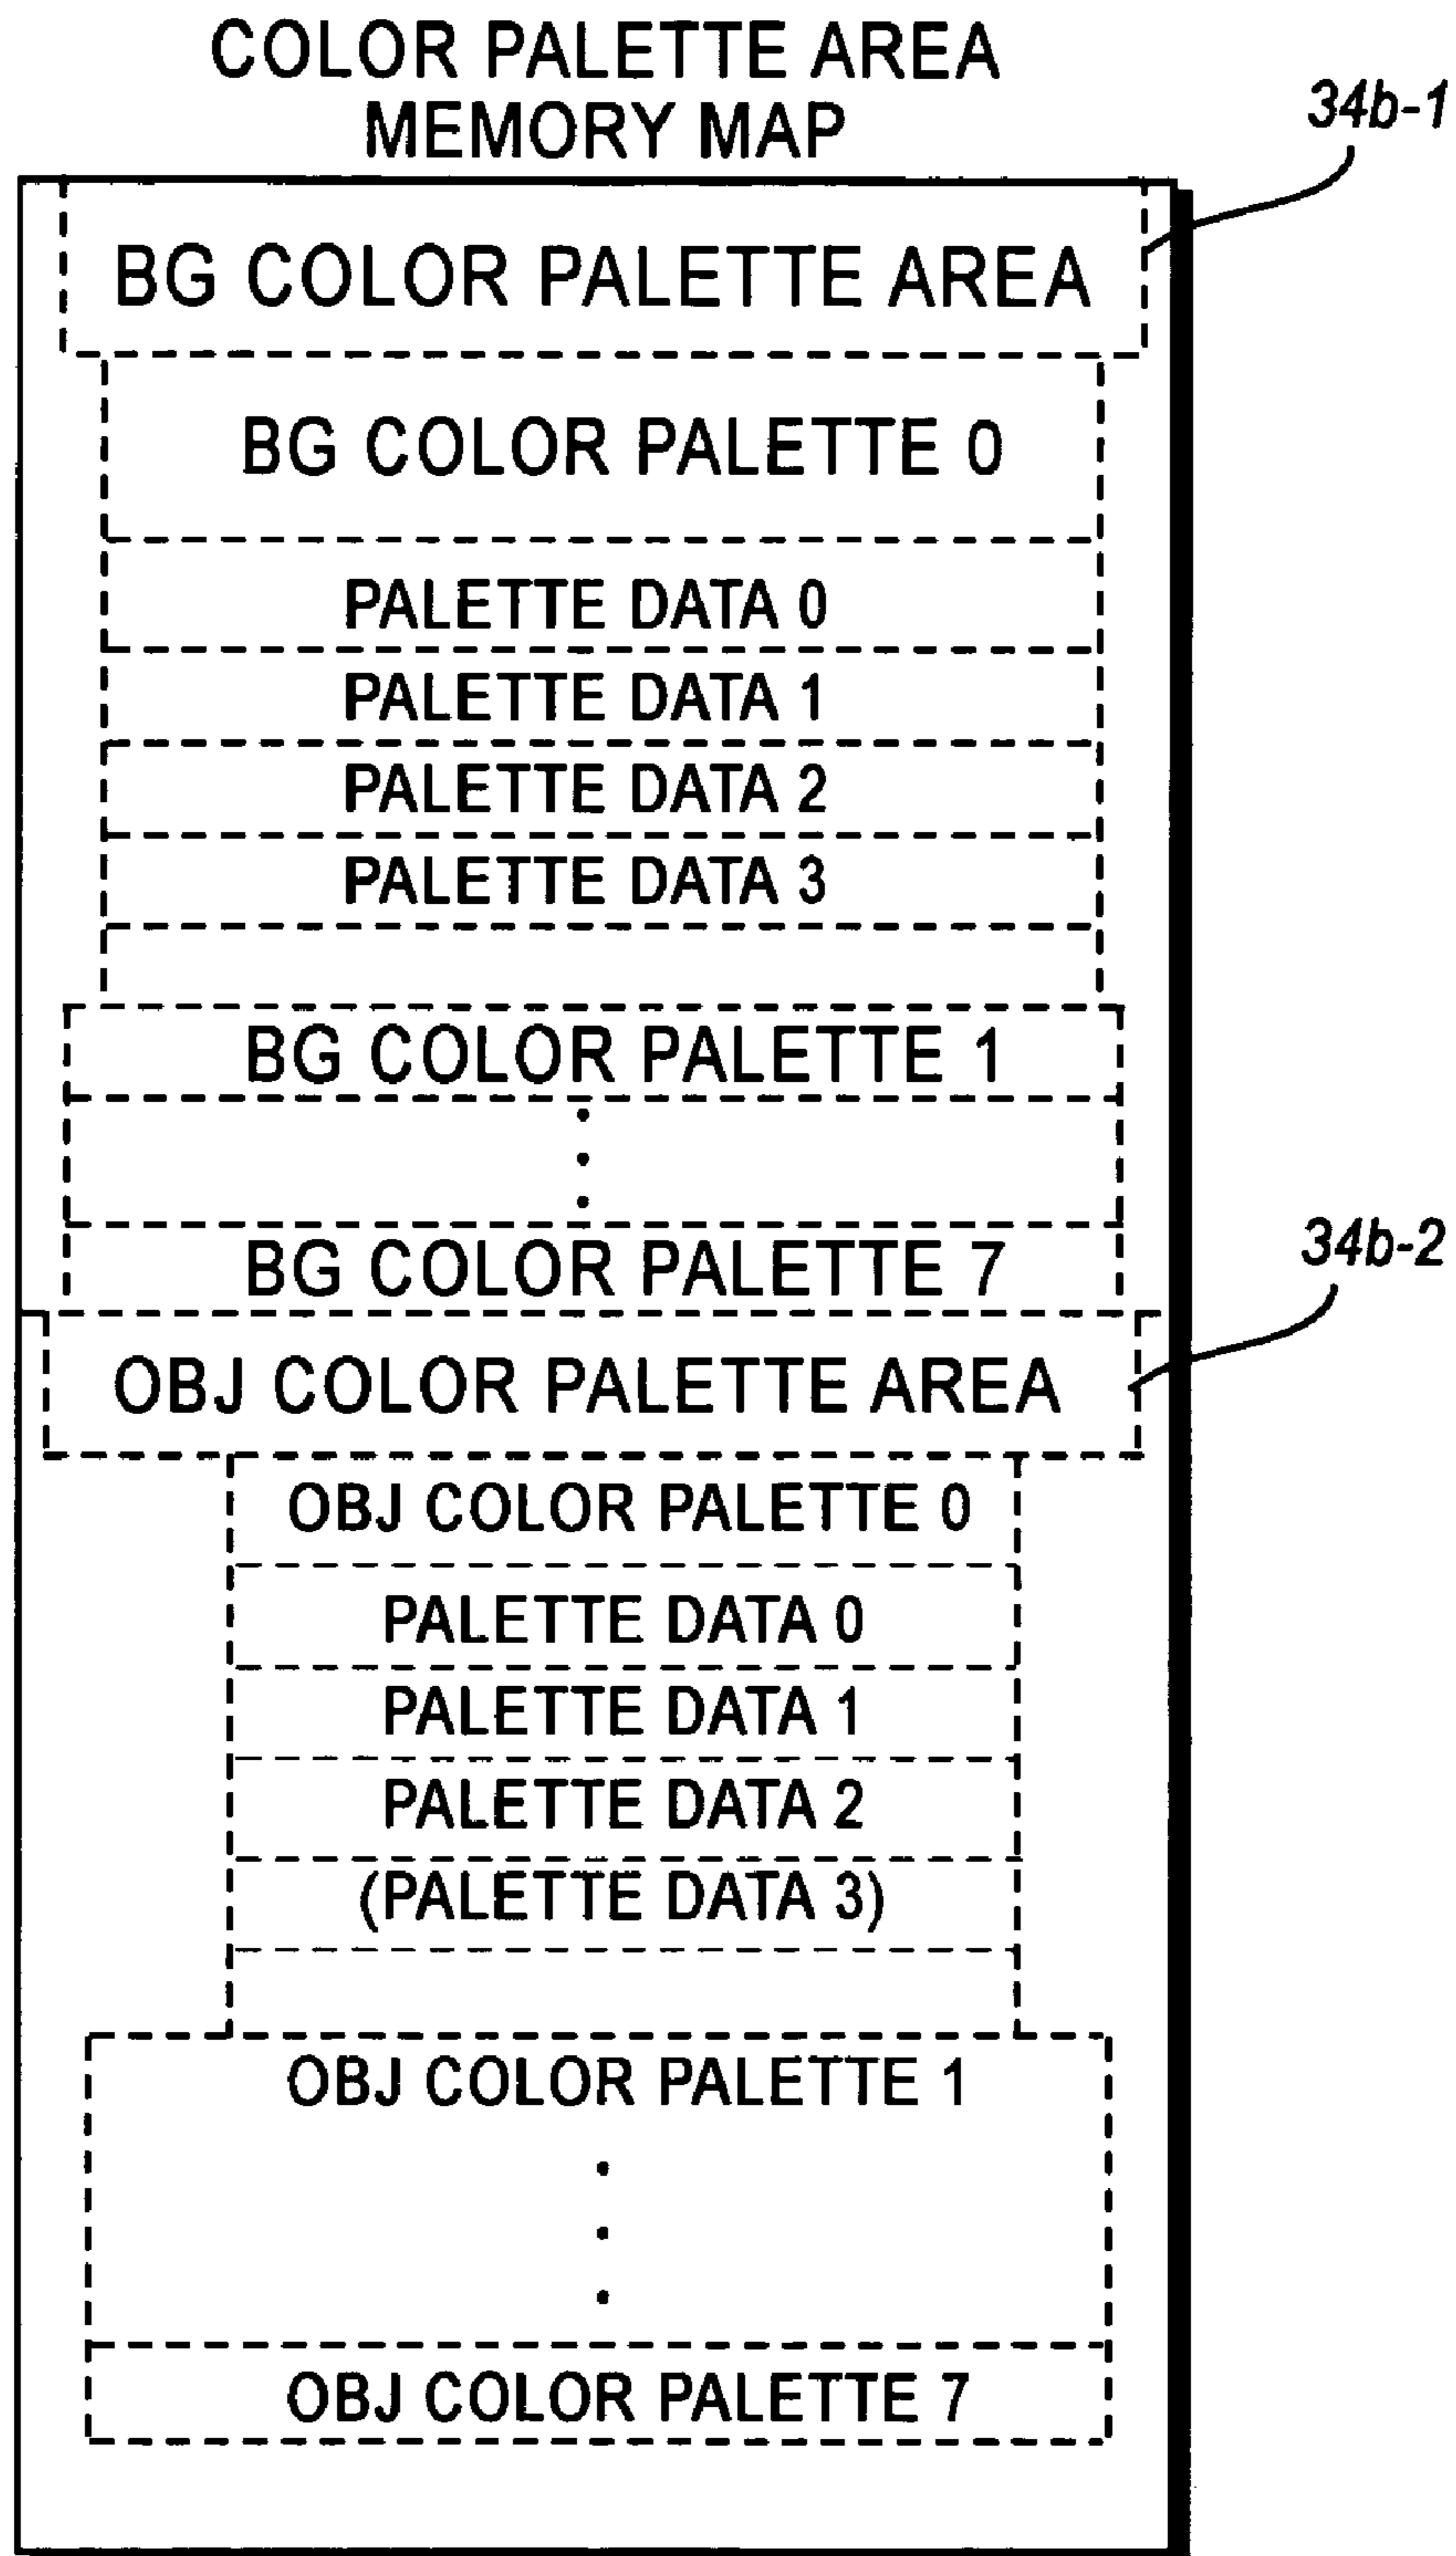 COLOR PALETTE AREA
MEMORY MAP
34b-1
BG COLOR PALETTE AREA
BG COLOR PALETTE 0
PALETTE DATA 0
PALETTE DATA 1
PALETTE DATA 2
PALETTE DATA 3
BG COLOR PALETTE 1
BG COLOR PALETTE 7
34b-2
OBJ COLOR PALETTE AREA
OBJ COLOR PALETTE 0
PALETTE DATA 0
PALETTE DATA 1
PALETTE DATA 2
(PALETTE DATA 3)
OBJ COLOR PALETTE 1
OBJ COLOR PALETTE 7